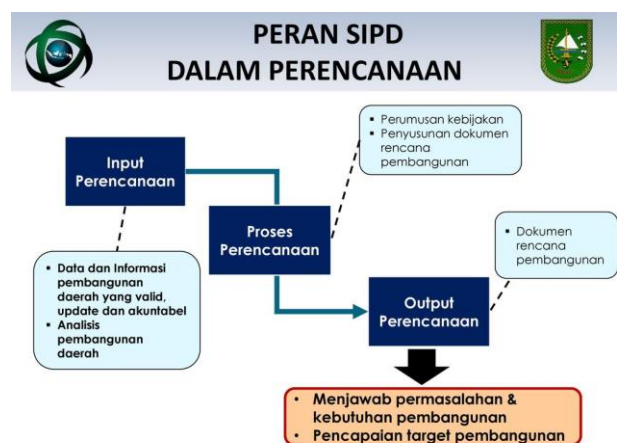 PERAN SIPD
DALAM PERENCANAAN
▪ Perumusan kebijakan
▪ Penyusunan dokumen
rencana
pembangunan
Input
Perencanaan
Proses
Perencanaan
▪ Dokumen
rencana
pembangunan
▪ Data dan Informasi
pembangunan
daerah yang valid,
update dan akuntabel
▪ Analisis
pembangunan
daerah
Output
Perencanaan
• Menjawab permasalahan &
kebutuhan pembangunan
• Pencapaian target pembangunan